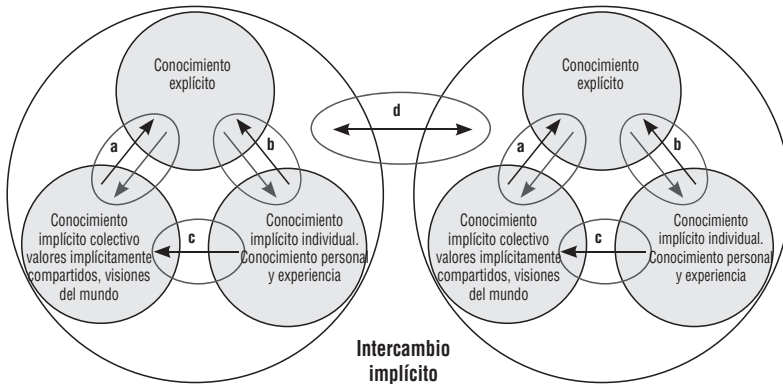 Conocimiento
explícito
a
b
Conocimiento
implícito colectivo
valores implícitamente
compartidos, visiones
del mundo
c
Conocimiento
implícito individual.
Conocimiento personal
y experiencia
d
Conocimiento
explícito
a
b
Conocimiento
implícito colectivo
valores implícitamente
compartidos, visiones
del mundo
c
Conocimiento
implícito individual.
Conocimiento personal
y experiencia
Intercambio
implícito